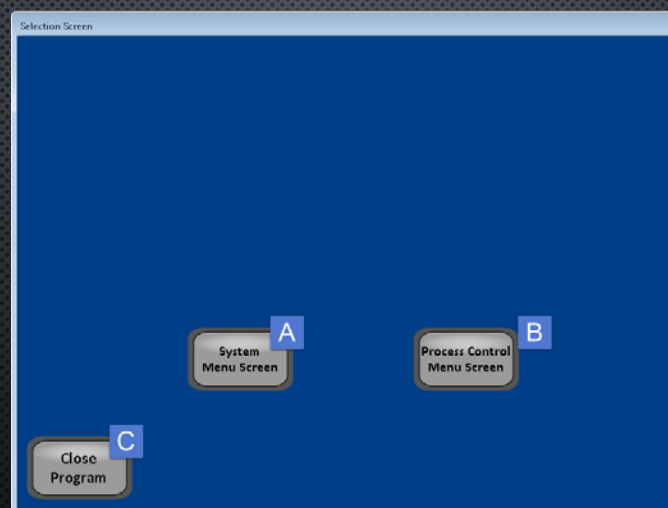 Selection Screen
A
System
Menu Screen
B
Process Control
Menu Screen
C
Close
Program